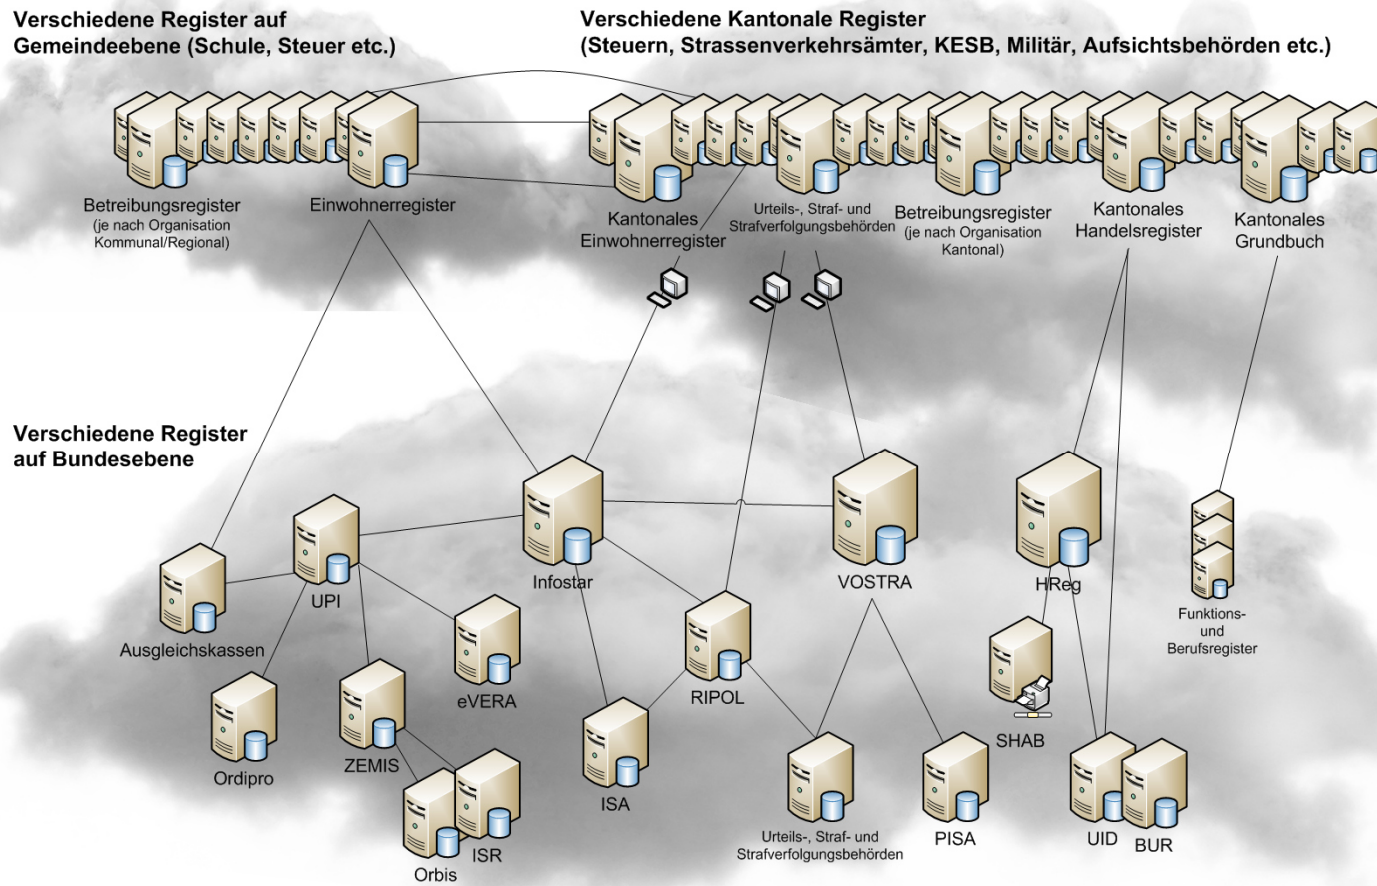 Verschiedene Register auf
Gemeindeebene (Schule, Steuer etc.)
Verschiedene Kantonale Register
(Steuern, Strassenverkehrsämter, KESB, Militär, Aufsichtsbehörden etc.)
Betreibungsregister
(je nach Organisation
Kommunal/Regional)
Einwohnerregister
Kantonales
Einwohnerregister
Urteils-, Straf- und
Strafverfolgungsbehörden
Betreibungsregister
(je nach Organisation
Kantonal)
Kantonales
Handelsregister
Kantonales
Grundbuch
Verschiedene Register
auf Bundesebene
Infostar
VOSTRA
HReg
UPI
Funktions-
und
Berufsregister
Ausgleichskassen
eVERA
RIPOL
SHAB
Ordipro
ZEMIS
ISA
Urteils-, Straf- und
Strafverfolgungsbehörden
PISA
UID
BUR
ISR
Orbis